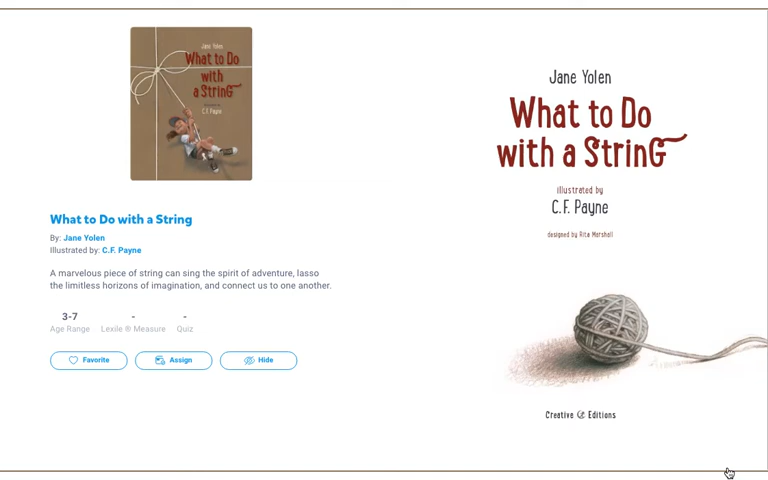 Jane Yolen
What to Do
with
a String
C.F. Payne
What to Do with a String
By: Jane Yolen
Illustrated by: C.F. Payne
A marvelous piece of string can sing the spirit of adventure, lasso
the limitless horizons of imagination, and connect us to one another.
3-7 - -
Age Range Lexile ® Measure Quiz
Favorite Assign Hide
Jane Yolen
What to Do
with a String
illustrated by
C.F. Payne
designed by Rita Marshall
Creative Editions